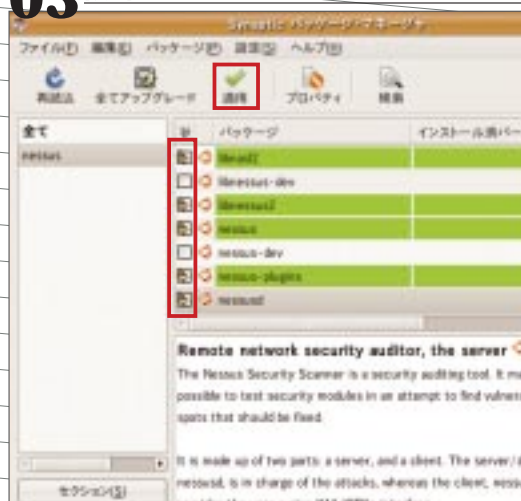 03
Synaptic パッケージ・マネージャ
ファイル(F) 編集(E) パッケージ(P) 設定(S) ヘルプ(H)
再読込 全てアップグレード 適用 プロパティ 検索
全て
nessus
パッケージ インストール済バー
libnasl2
libnessus-dev
libnessus2
nessus
nessus-dev
nessus-plugins
nessusd
Remote network security auditor, the server
The Nessus Security Scanner is a security auditing tool. It ma
possible to test security modules in an attempt to find vulner
spots that should be fixed.
It is made up of two parts: a server, and a client. The server/
nessusd, is in charge of the attacks, whereas the client, ness
セクション(S)